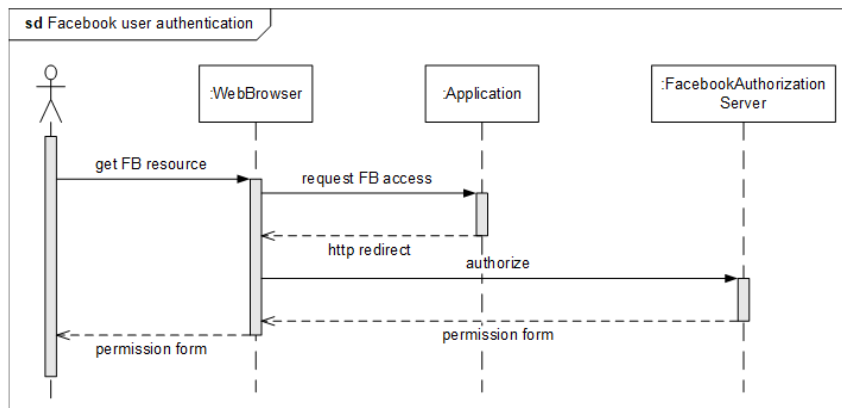 sd Facebook user authentication
:WebBrowser
:Application
:FacebookAuthorization
Server
get FB resource
request FB access
http redirect
authorize
permission form
permission form